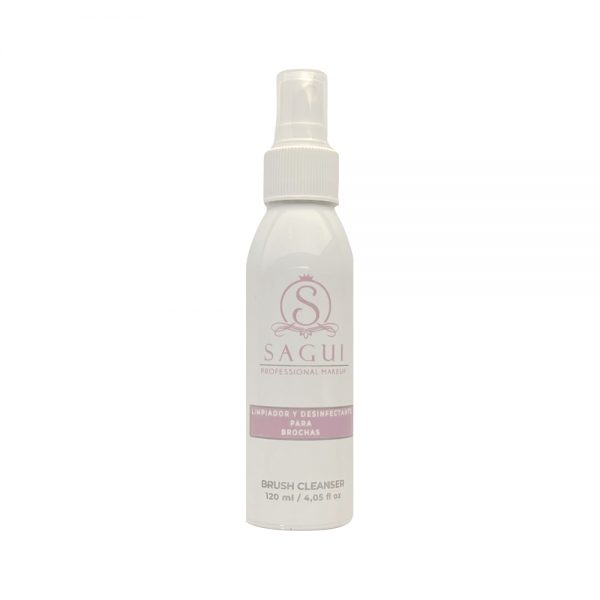 S
SAGUI
PROFESSIONAL MAKEUP
LIMPIADOR Y DESINFECTANTE
PARA
BROCHAS
BRUSH CLEANSER
120 ml / 4,05 fl oz